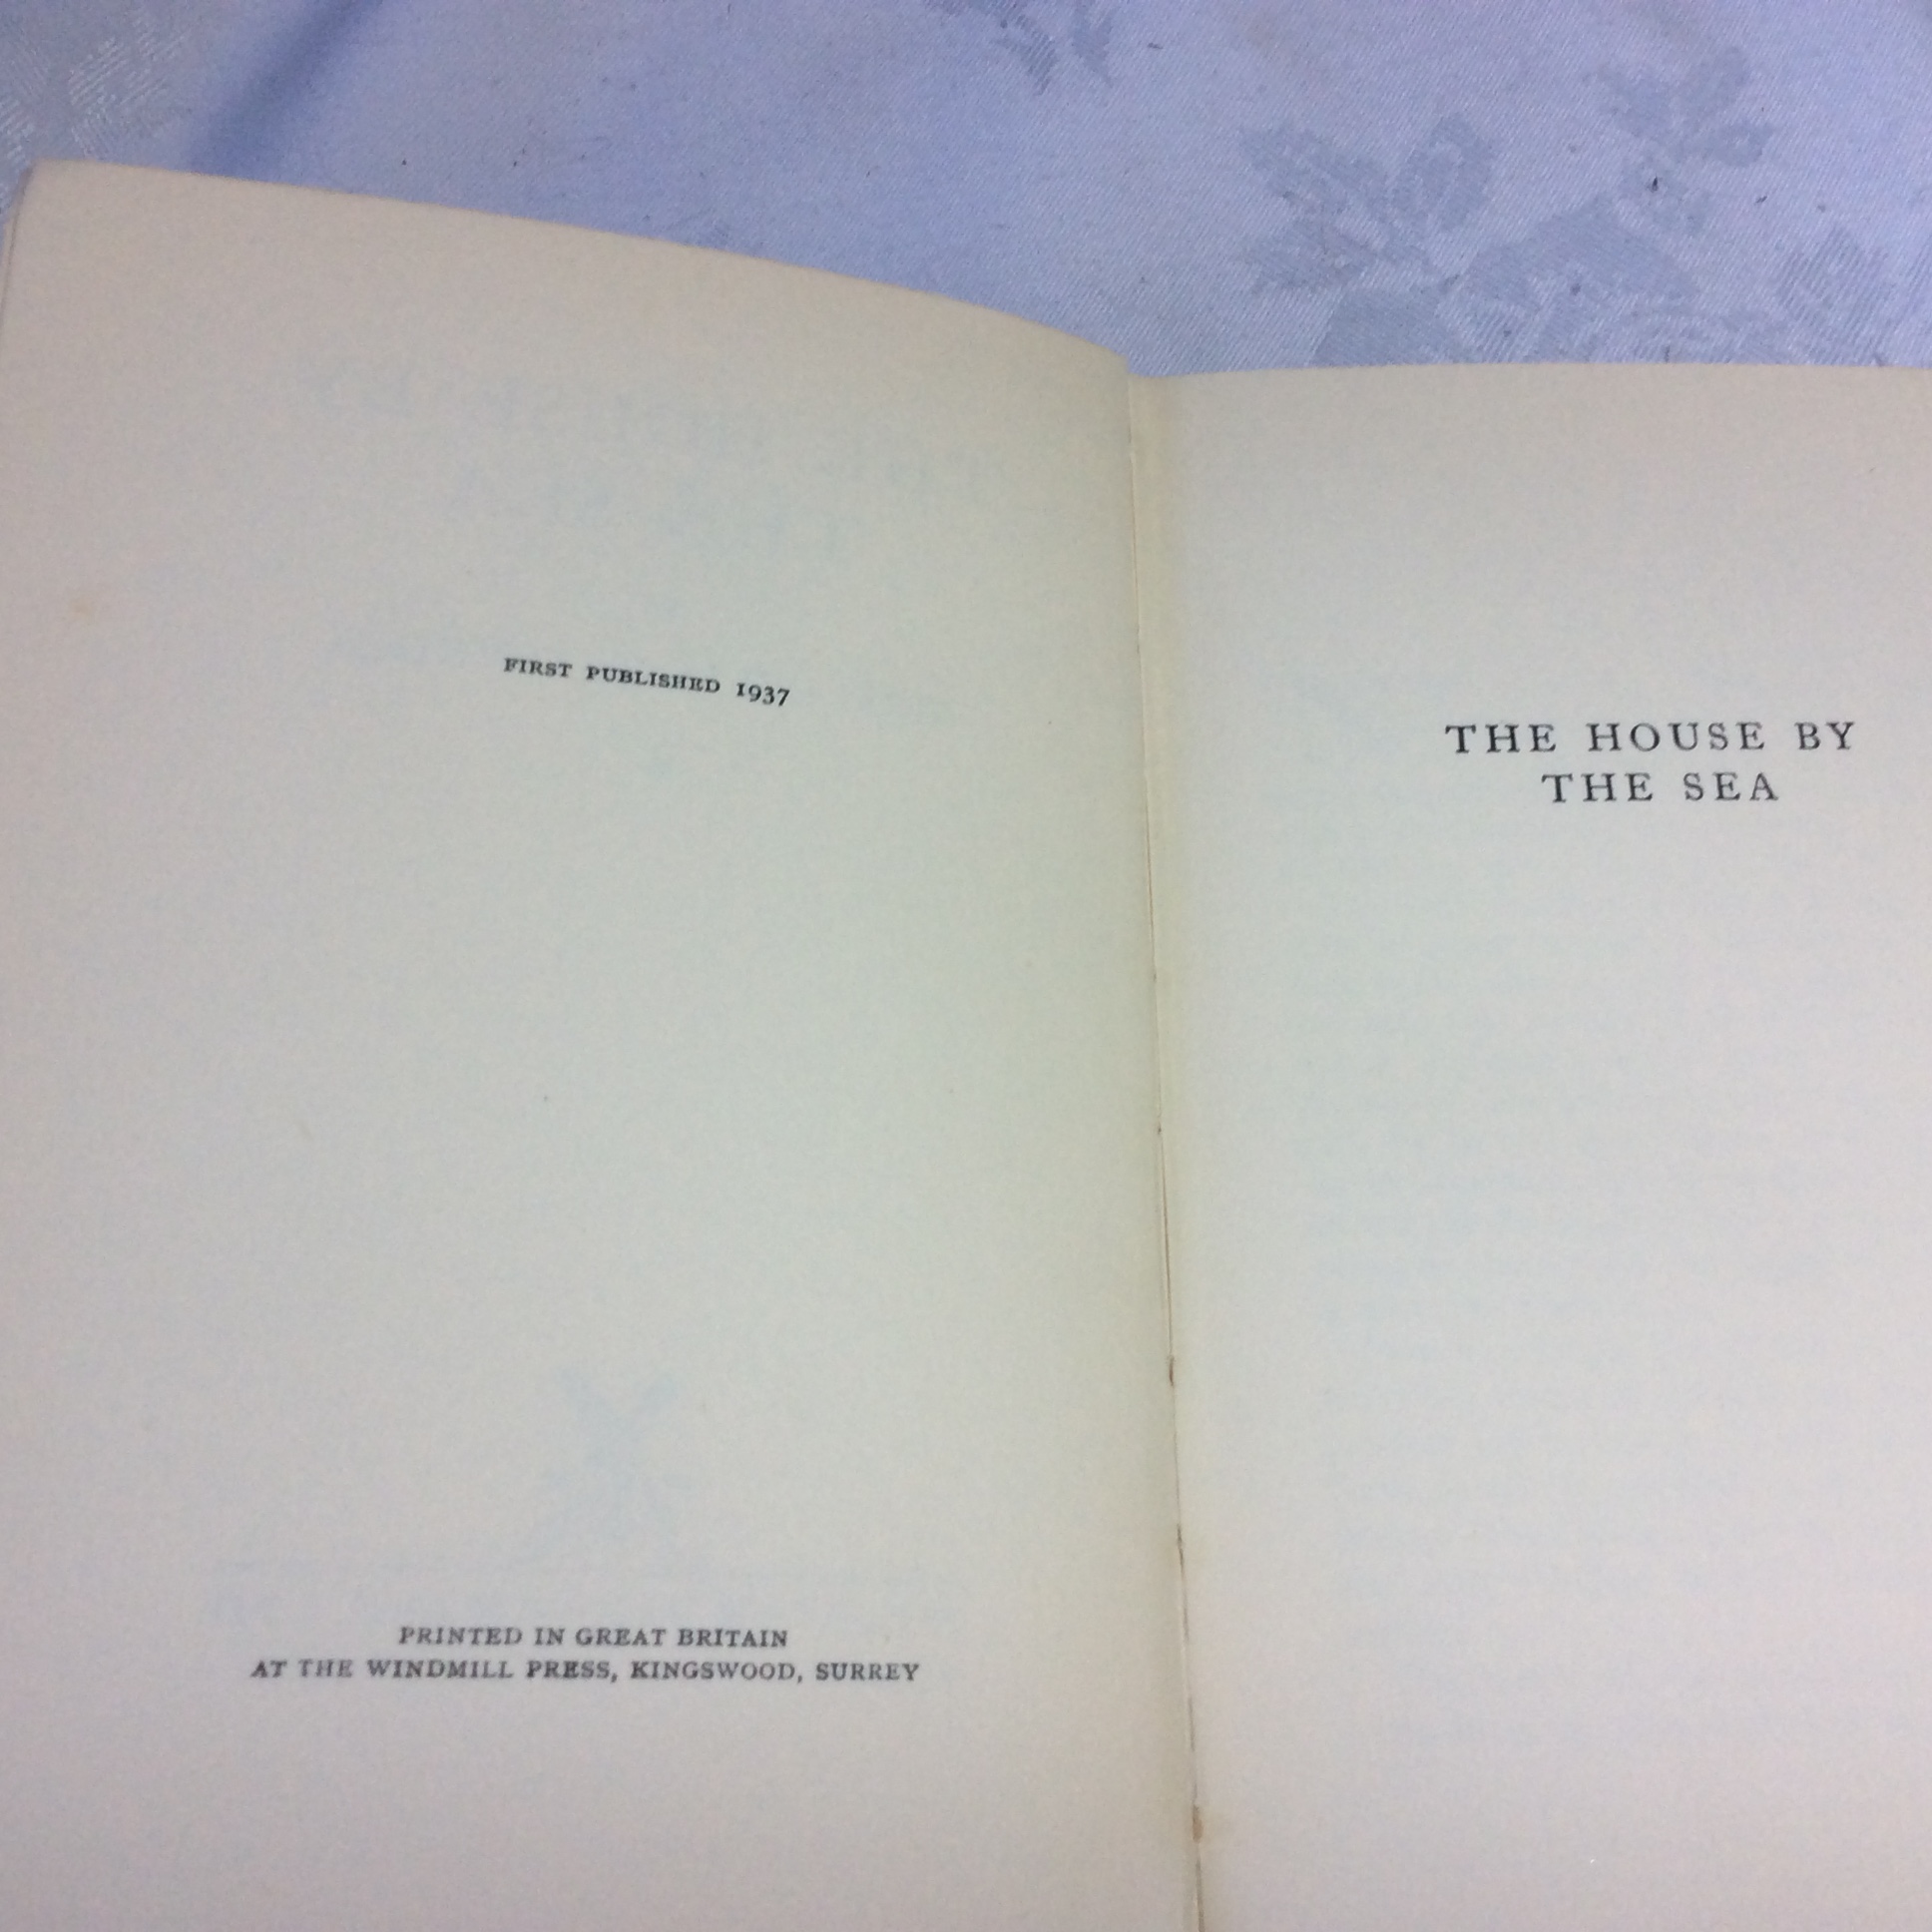 FIRST PUBLISHED 1937
PRINTED IN GREAT BRITAIN
AT THE WINDMILL PRESS, KINGSWOOD, SURREY
THE HOUSE BY
THE SEA